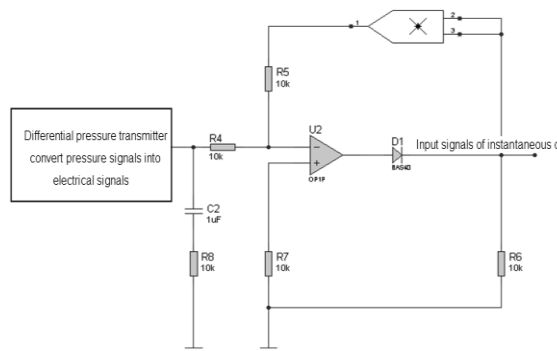 1
2
3
R5
10k
U2
Differential pressure transmitter
convert pressure signals into
electrical signals
R4
10k
D1
Input signals of instantaneous
BAS40
OP1P
C2
1uF
R8
10k
R7
10k
R6
10k